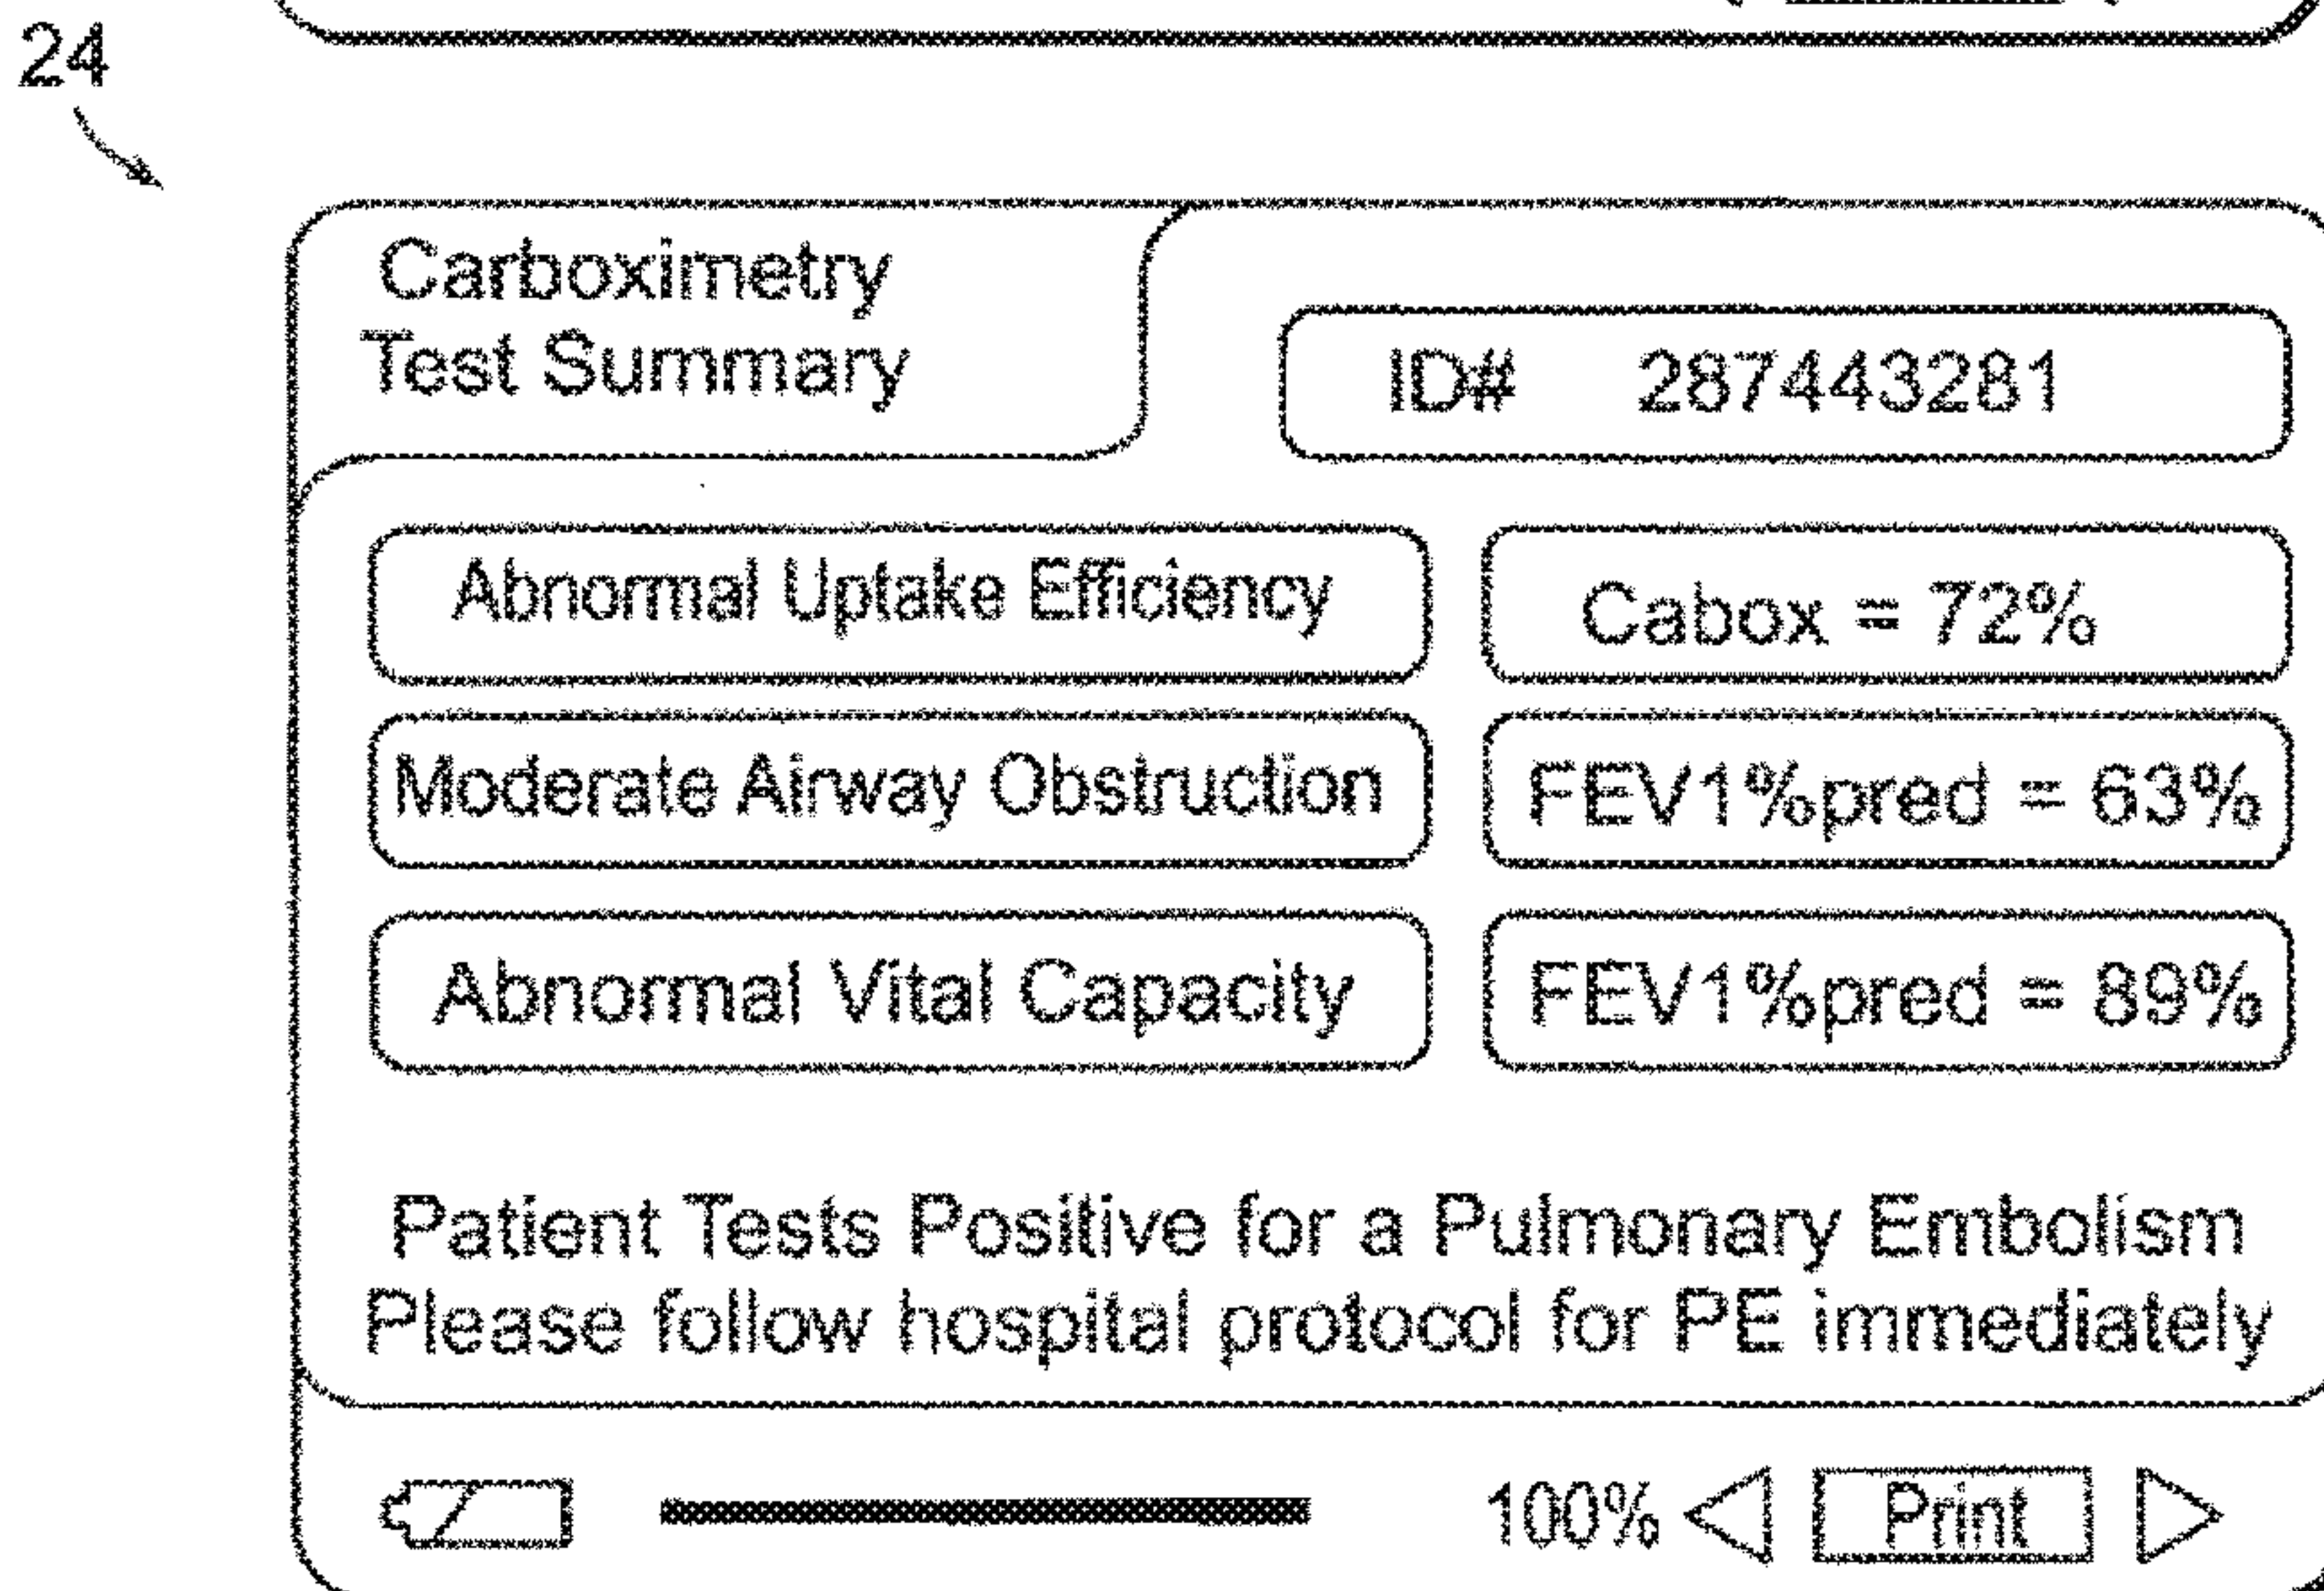 24
Carboximetry
Test Summary
ID# 287443281
Abnormal Uptake Efficiency
Cabox = 72%
Moderate Airway Obstruction
FEV1%pred = 63%
Abnormal Vital Capacity
FEV1%pred = 89%
Patient Tests Positive for a Pulmonary Embolism
Please follow hospital protocol for PE immediately
100% Print